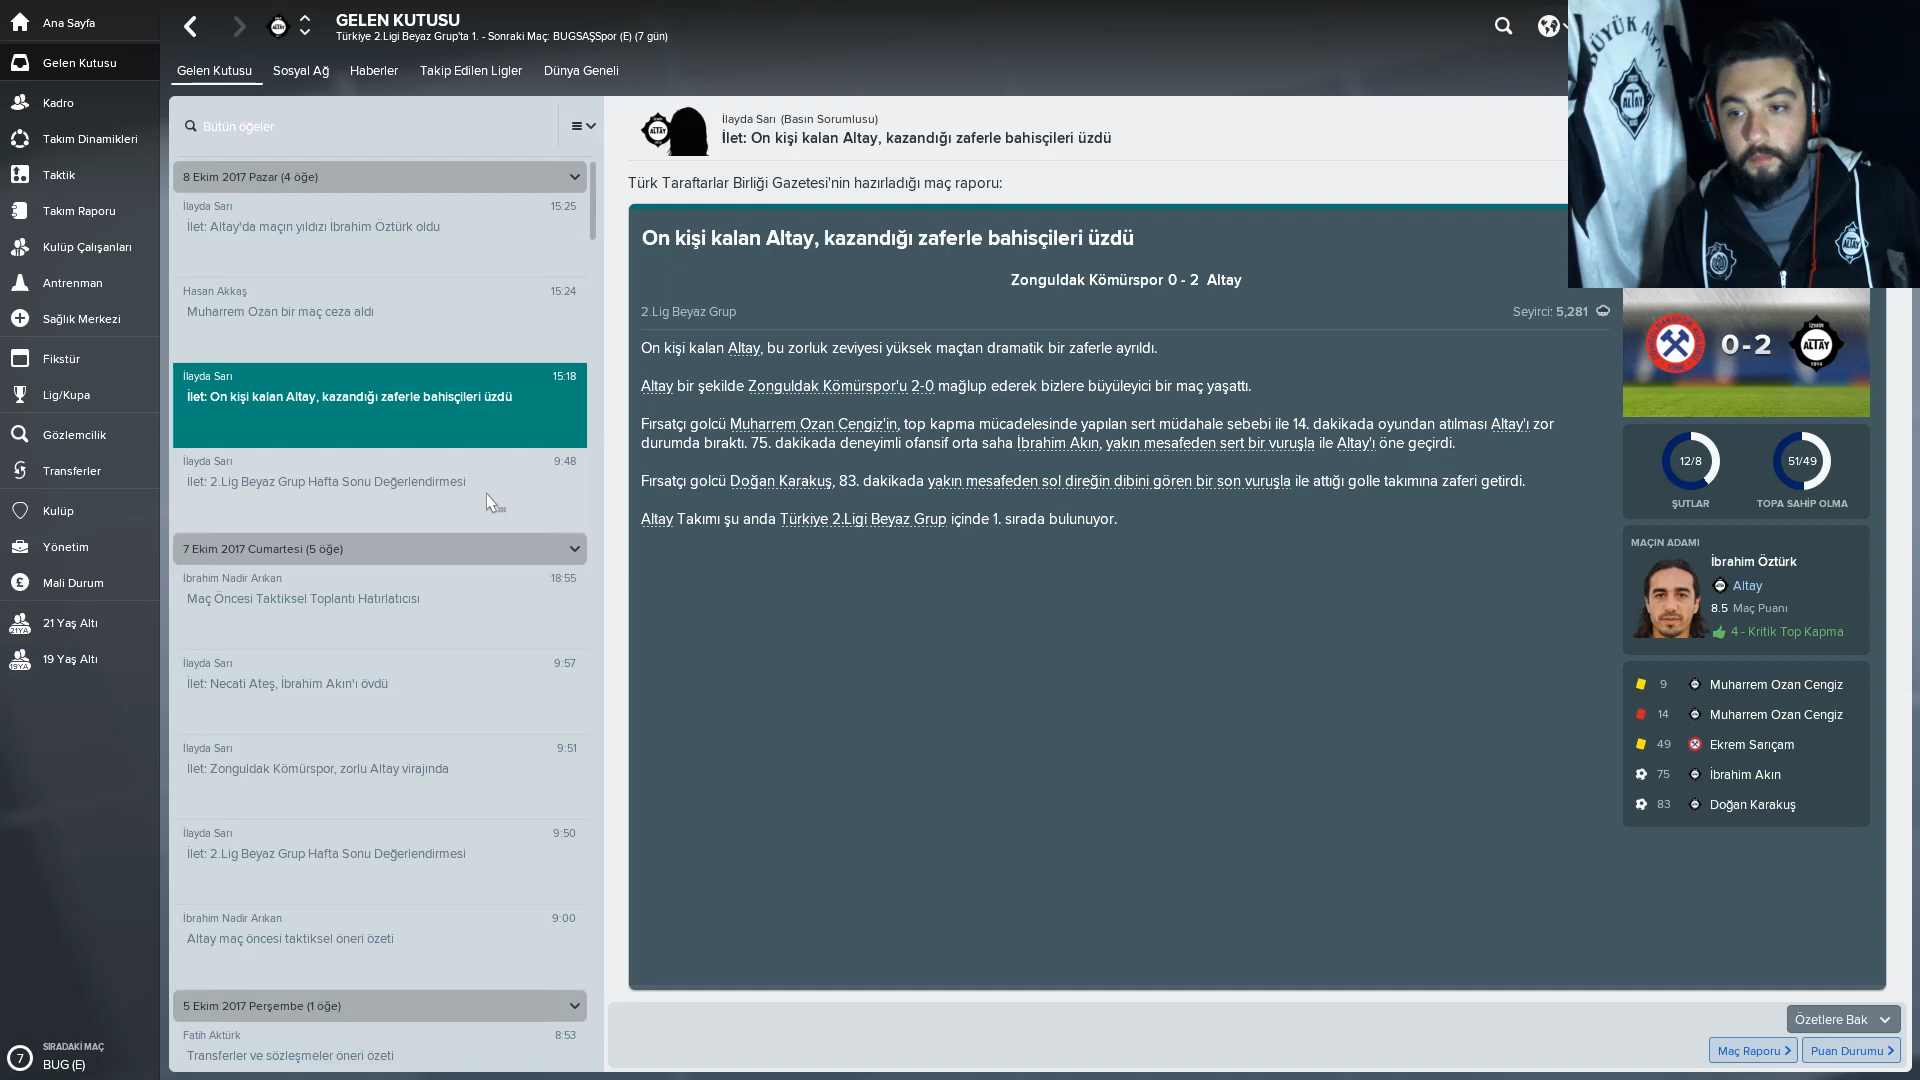 Ana Sayfa
Gelen Kutusu
Kadro
Takım Dinamikleri
Taktik
Takım Raporu
Kulüp Çalışanları
Antrenman
Sağlık Merkezi
Fikstür
Lig/Kupa
Gözlemcilik
Transferler
Kulüp
Yönetim
Mali Durum
21YA
21 Yaş Altı
19YA
19 Yaş Altı
7
SIRADAKİ MAÇ
BUG (E)
GELEN KUTUSU
Türkiye 2.Ligi Beyaz Grup'ta 1. - Sonraki Maç: BUGSAŞSpor (E) (7 gün)
Gelen Kutusu
Sosyal Ağ
Haberler
Takip Edilen Ligler
Dünya Geneli
Bütün öğeler
8 Ekim 2017 Pazar (4 öğe)
İlayda Sarı 15:25
İlet: Altay'da maçın yıldızı İbrahim Öztürk oldu
Hasan Akkaş 15:24
Muharrem Ozan bir maç ceza aldı
İlayda Sarı 15:18
İlet: On kişi kalan Altay, kazandığı zaferle bahisçileri üzdü
İlayda Sarı 9:48
İlet: 2.Lig Beyaz Grup Hafta Sonu Değerlendirmesi
7 Ekim 2017 Cumartesi (5 öğe)
İbrahim Nadir Arıkan 18:55
Maç Öncesi Taktiksel Toplantı Hatırlatıcısı
İlayda Sarı 9:57
İlet: Necati Ateş, İbrahim Akın'ı övdü
İlayda Sarı 9:51
İlet: Zonguldak Kömürspor, zorlu Altay virajında
İlayda Sarı 9:50
İlet: 2.Lig Beyaz Grup Hafta Sonu Değerlendirmesi
İbrahim Nadir Arıkan 9:00
Altay maç öncesi taktiksel öneri özeti
5 Ekim 2017 Perşembe (1 öğe)
Fatih Aktürk 8:53
Transferler ve sözleşmeler öneri özeti
ALTAY
İlayda Sarı (Basın Sorumlusu)
İlet: On kişi kalan Altay, kazandığı zaferle bahisçileri üzdü
Türk Taraftarlar Birliği Gazetesi'nin hazırladığı maç raporu:
On kişi kalan Altay, kazandığı zaferle bahisçileri üzdü
Zonguldak Kömürspor 0 - 2 Altay
2.Lig Beyaz Grup
Seyirci: 5,281
On kişi kalan Altay, bu zorluk zeviyesi yüksek maçtan dramatik bir zaferle ayrıldı.
Altay bir şekilde Zonguldak Kömürspor'u 2-0 mağlup ederek bizlere büyüleyici bir maç yaşattı.
Fırsatçı golcü Muharrem Ozan Cengiz'in, top kapma mücadelesinde yapılan sert müdahale sebebi ile 14. dakikada oyundan atılması Altay'ı zor
durumda bıraktı. 75. dakikada deneyimli ofansif orta saha İbrahim Akın, yakın mesafeden sert bir vuruşla ile Altay'ı öne geçirdi.
Fırsatçı golcü Doğan Karakuş, 83. dakikada yakın mesafeden sol direğin dibini gören bir son vuruşla ile attığı golle takımına zaferi getirdi.
Altay Takımı şu anda Türkiye 2.Ligi Beyaz Grup içinde 1. sırada bulunuyor.
BÜYÜK ALTAY
ALTAY
ALTAY
0-2
ALTAY
1914
12/8
ŞUTLAR
51/49
TOPA SAHİP OLMA
MAÇIN ADAMI
İbrahim Öztürk
Altay
8.5 Maç Puanı
4 - Kritik Top Kapma
9 Muharrem Ozan Cengiz
14 Muharrem Ozan Cengiz
49 Ekrem Sarıçam
75 İbrahim Akın
83 Doğan Karakuş
Özetlere Bak
Maç Raporu
Puan Durumu